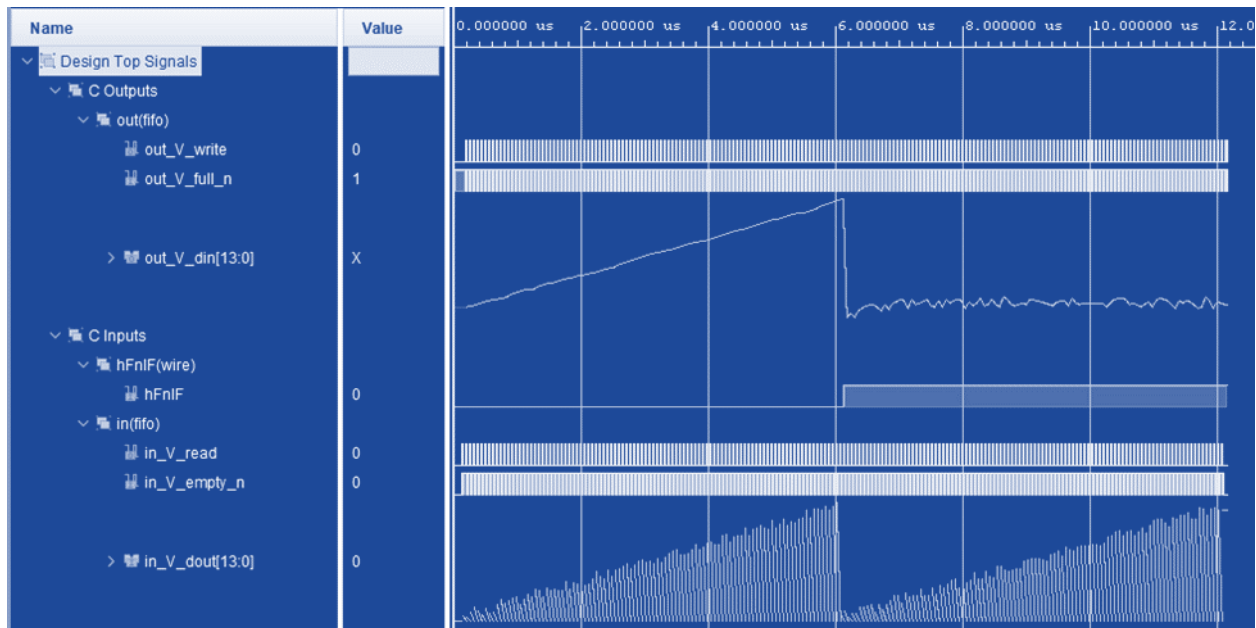 Name Value 0.000000 us 2.000000 us 4.000000 us 6.000000 us 8.000000 us 10.000000 us 12.0
Design Top Signals
C Outputs
out(fifo)
out_V_write 0
out_V_full_n 1
out_V_din[13:0] X
C Inputs
hFnlF(wire)
hFnlF 0
in(fifo)
in_V_read 0
in_V_empty_n 0
in_V_dout[13:0] 0